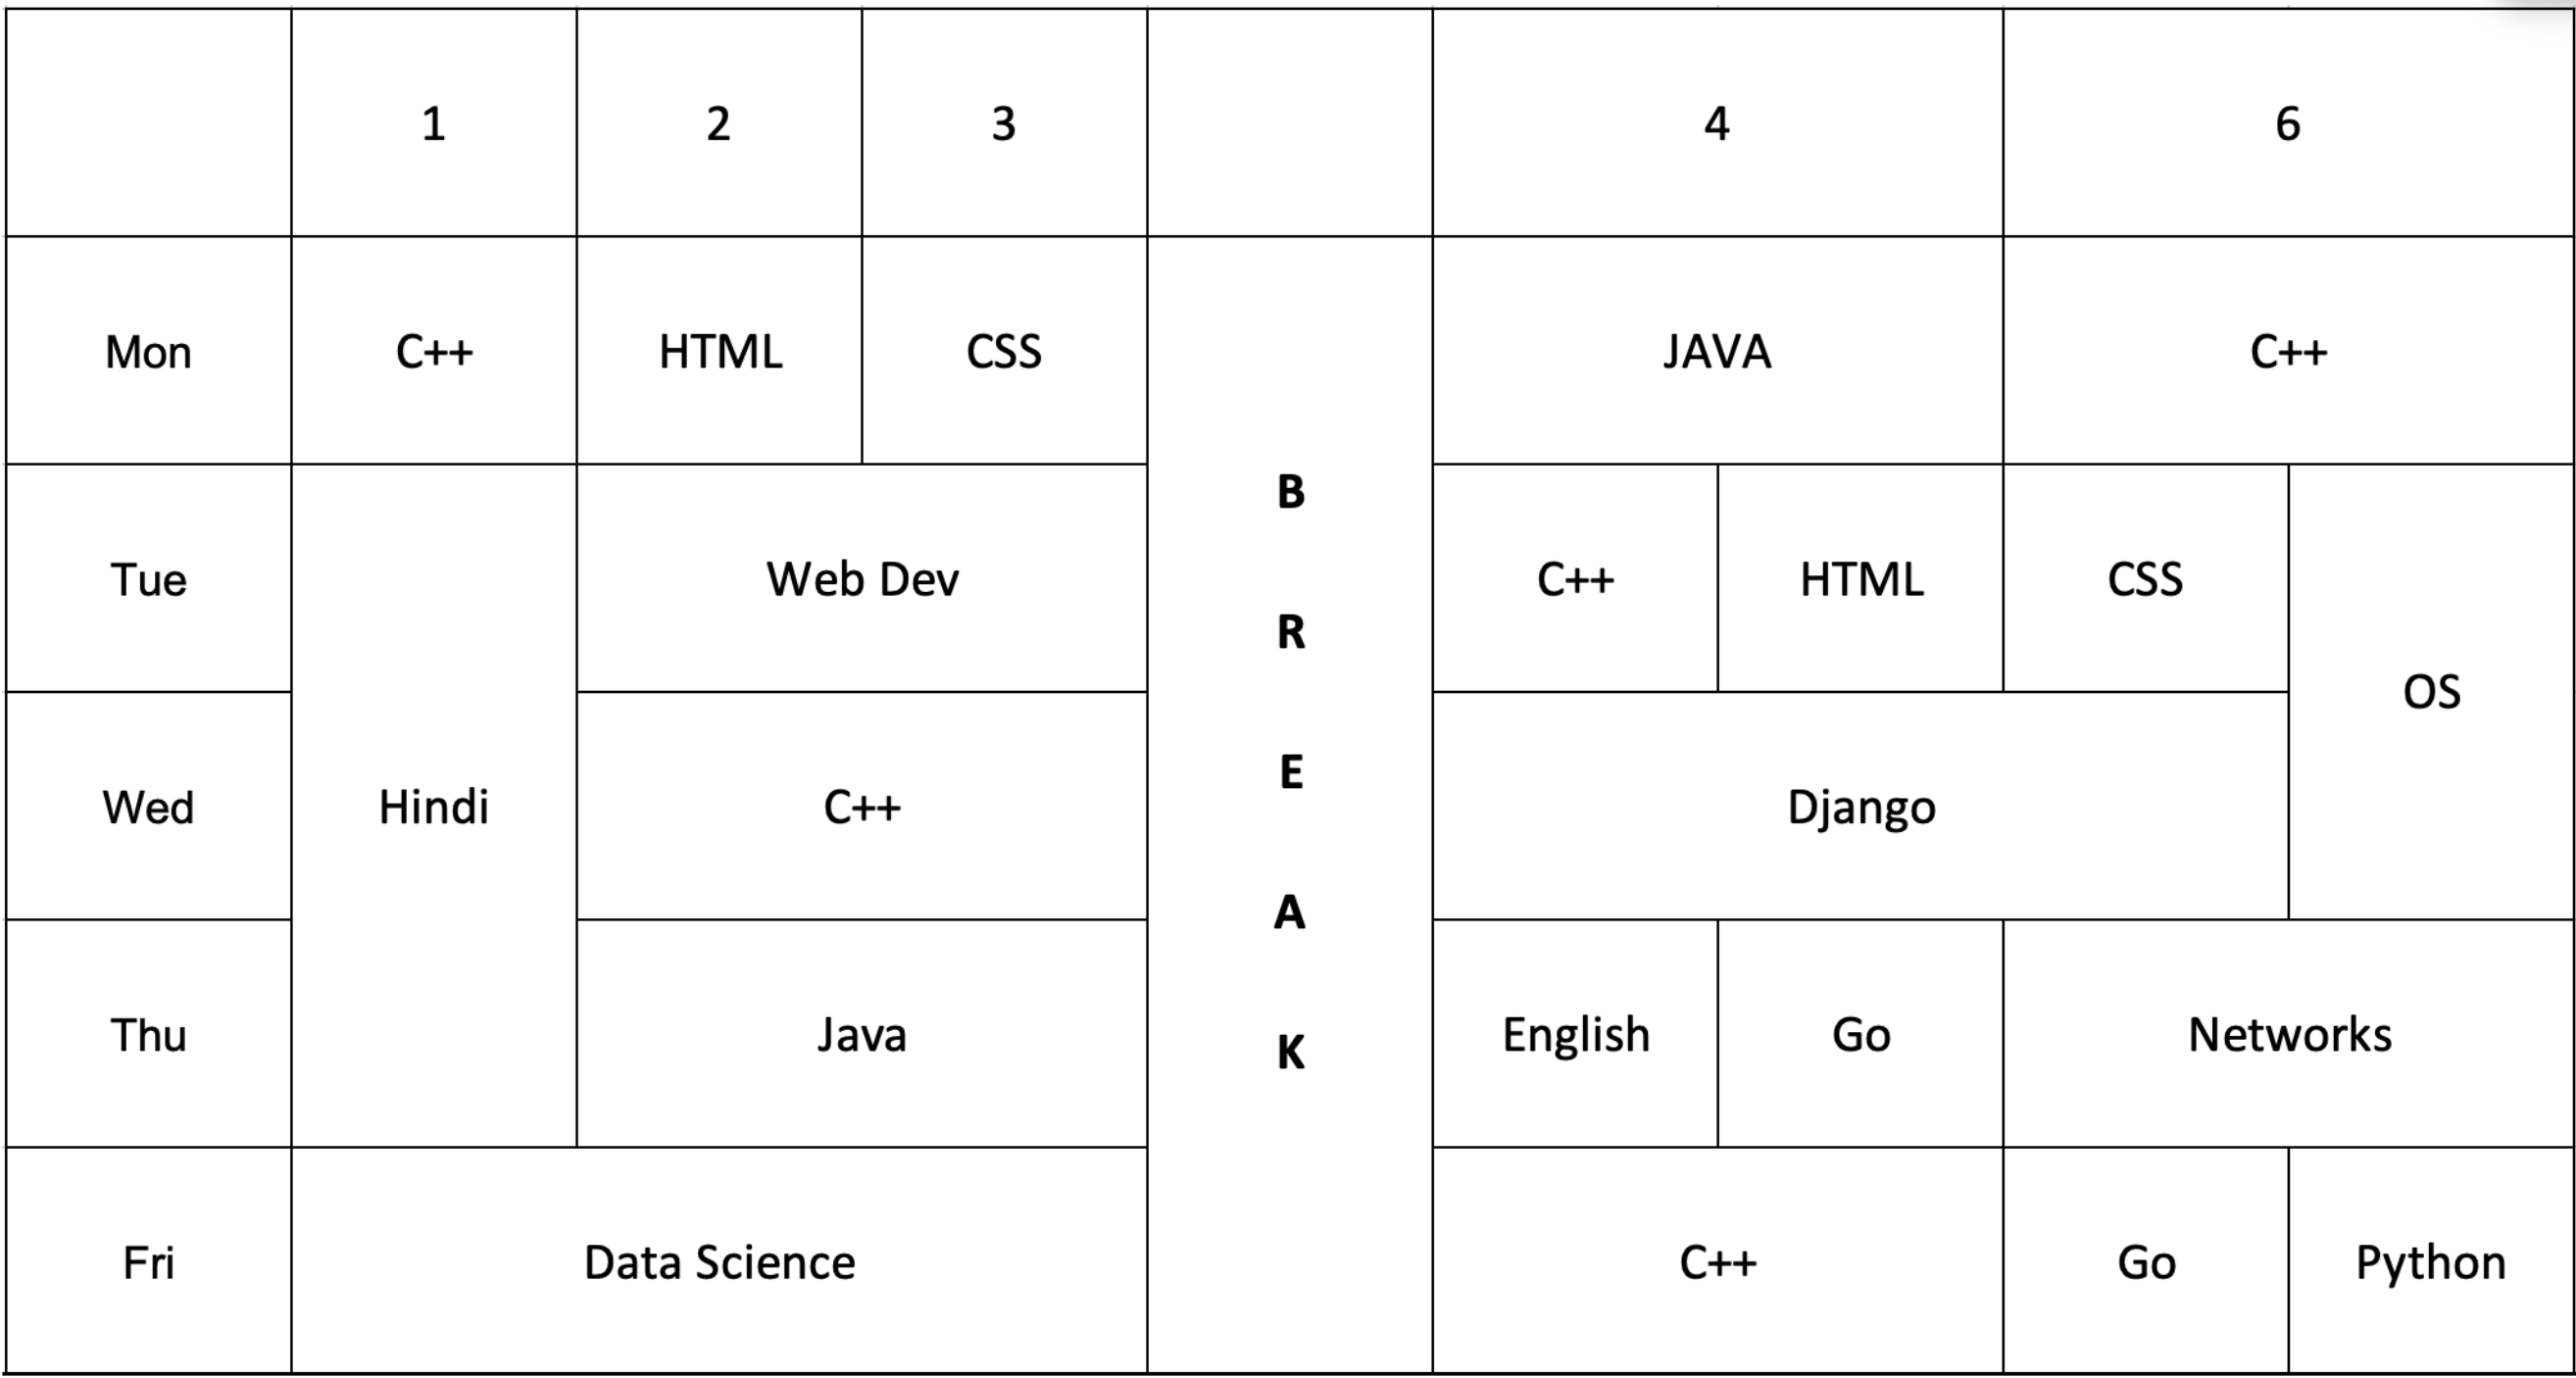 1 2 3 4 6
Mon C++ HTML CSS JAVA C++
Tue Web Dev C++ HTML CSS
OS
Wed Hindi C++ Django
Thu Java English Go Networks
Fri Data Science C++ Go Python
B
R
E
A
K